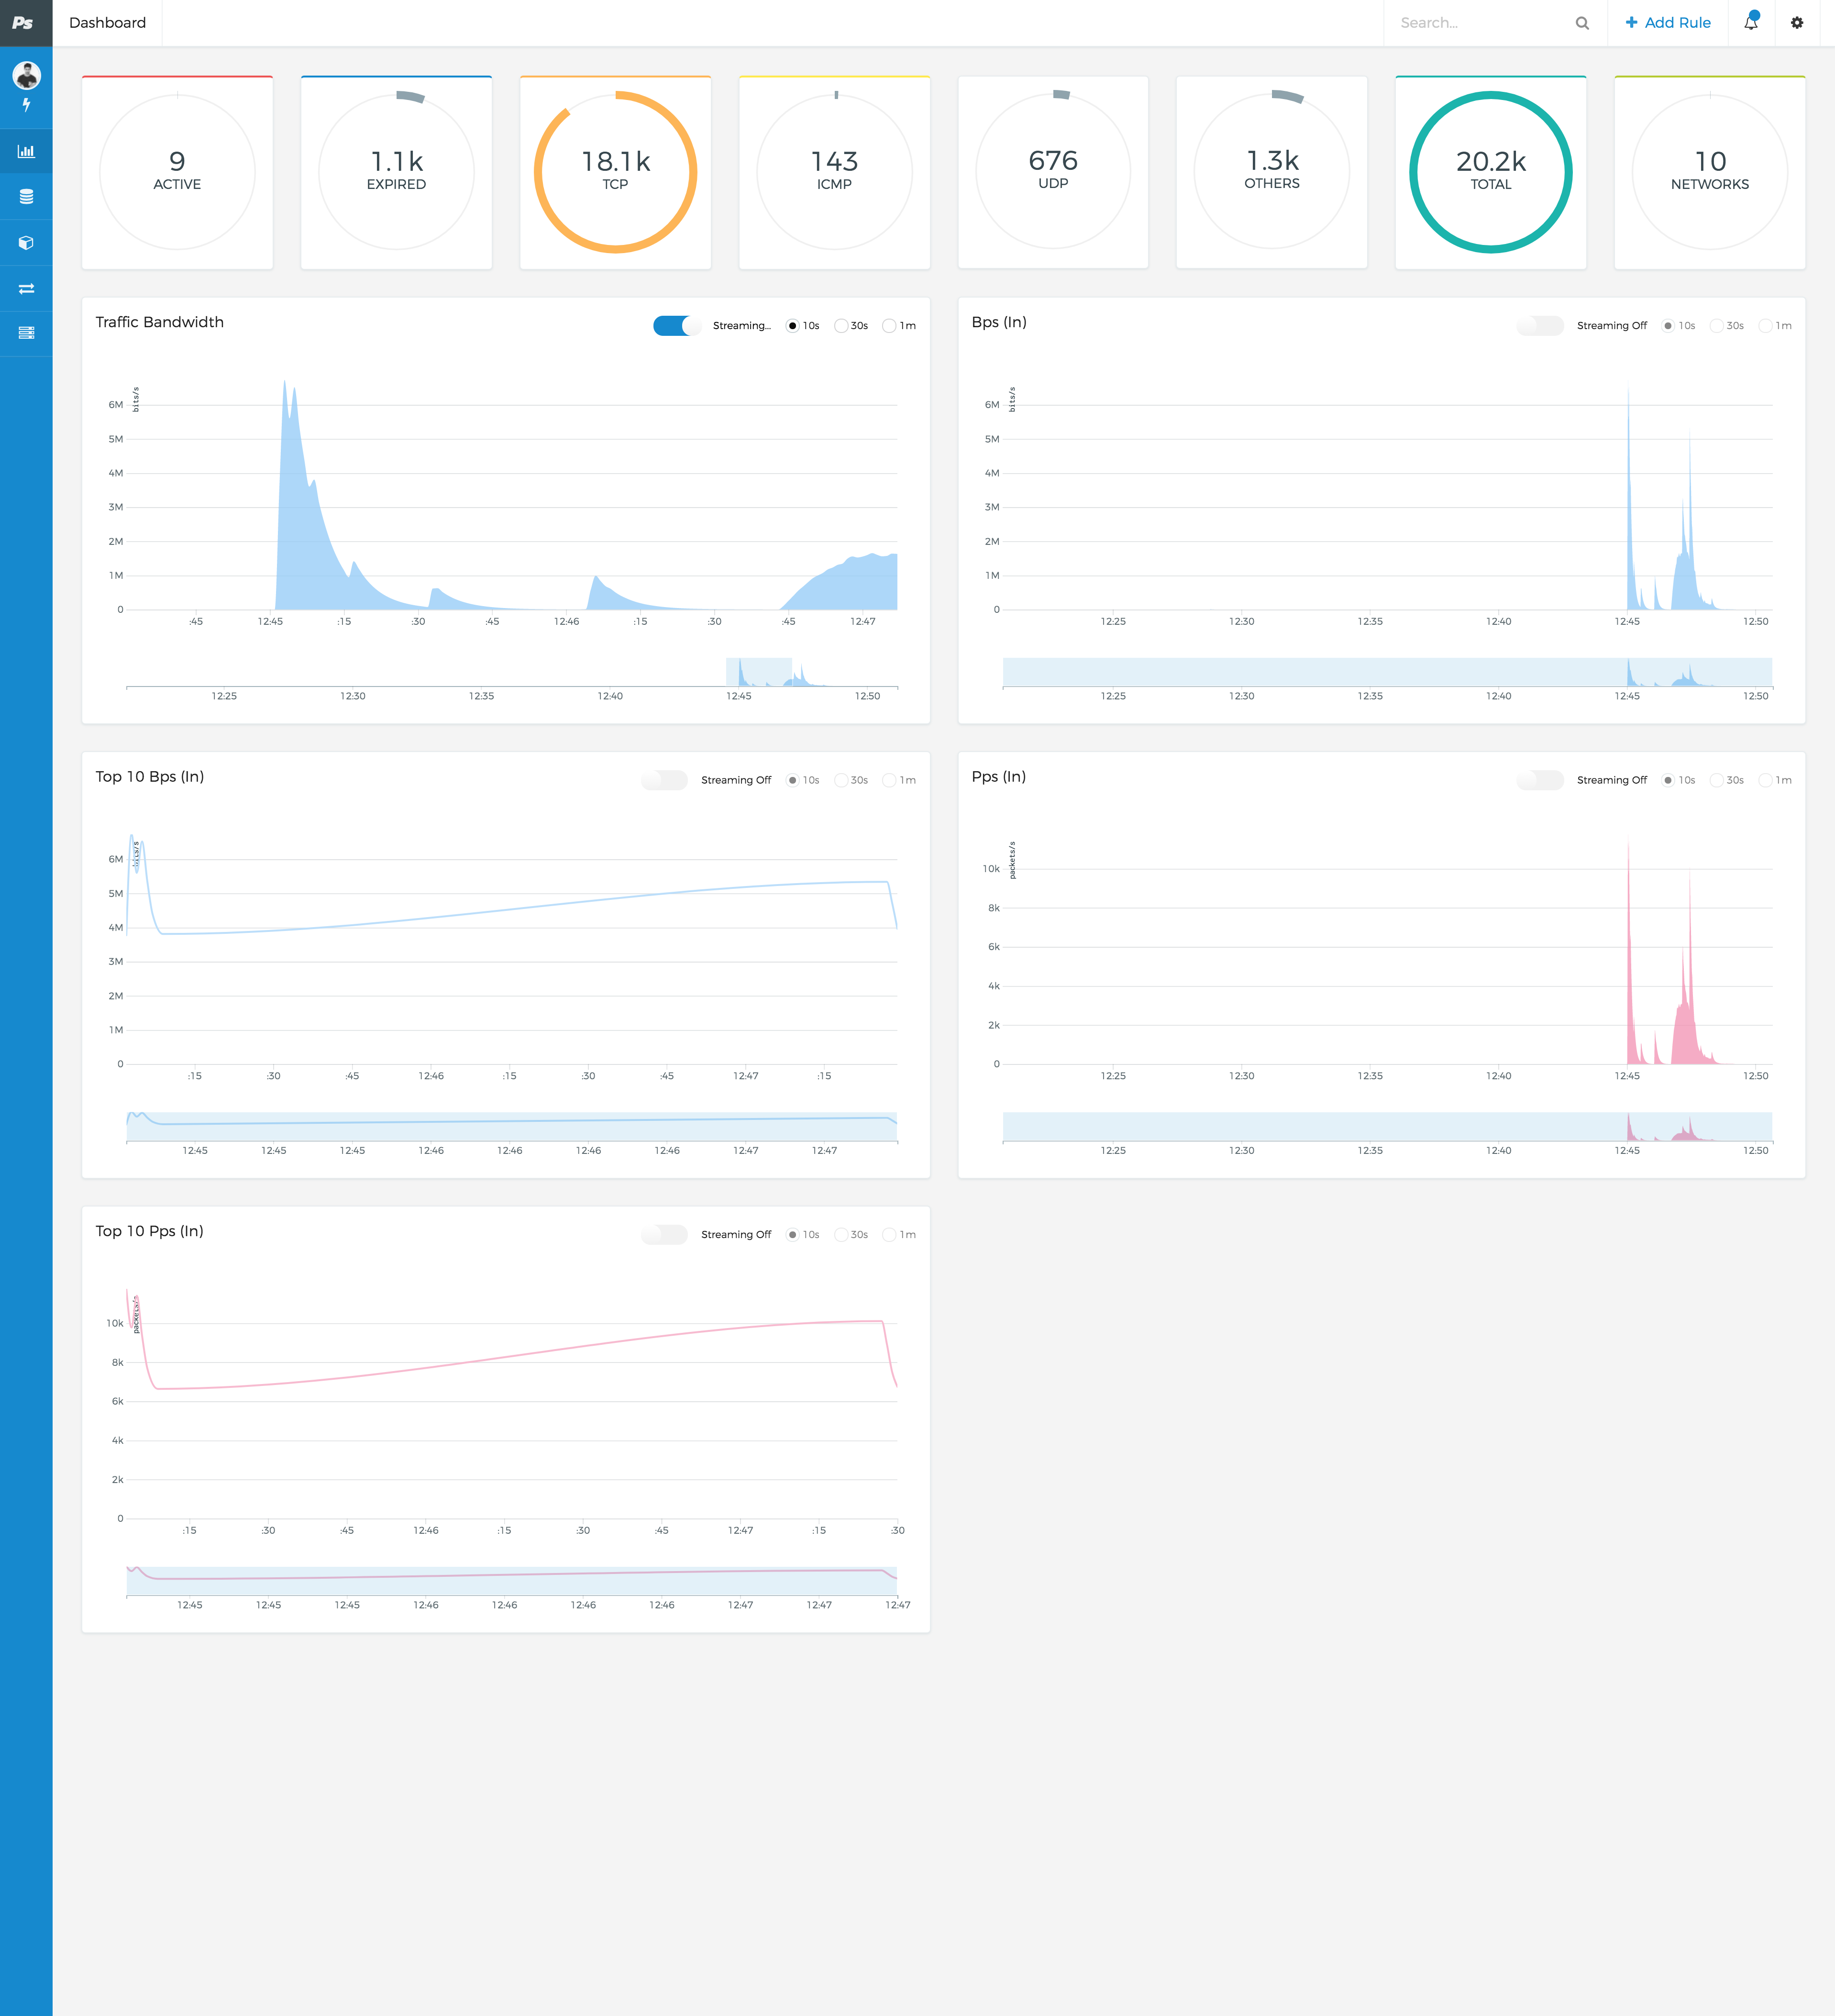 Ps
Dashboard
Search...
Add Rule
9
ACTIVE
1.1k
EXPIRED
18.1k
TCP
143
ICMP
676
UDP
1.3k
OTHERS
20.2k
TOTAL
10
NETWORKS
Traffic Bandwidth
Streaming... 10s 30s 1m
bits/s
6M
5M
4M
3M
2M
1M
0
:45 12:45 :15 :30 :45 12:46 :15 :30 :45 12:47
12:25 12:30 12:35 12:40 12:45 12:50
Bps (In)
Streaming Off 10s 30s 1m
bits/s
6M
5M
4M
3M
2M
1M
0
12:25 12:30 12:35 12:40 12:45 12:50
12:25 12:30 12:35 12:40 12:45 12:50
Top 10 Bps (In)
Streaming Off 10s 30s 1m
bits/s
6M
5M
4M
3M
2M
1M
0
:15 :30 :45 12:46 :15 :30 :45 12:47 :15
12:45 12:45 12:45 12:46 12:46 12:46 12:46 12:47 12:47
Pps (In)
Streaming Off 10s 30s 1m
packets/s
10k
8k
6k
4k
2k
0
12:25 12:30 12:35 12:40 12:45 12:50
12:25 12:30 12:35 12:40 12:45 12:50
Top 10 Pps (In)
Streaming Off 10s 30s 1m
packets/s
10k
8k
6k
4k
2k
0
:15 :30 :45 12:46 :15 :30 :45 12:47 :15 :30
12:45 12:45 12:45 12:46 12:46 12:46 12:46 12:47 12:47 12:47